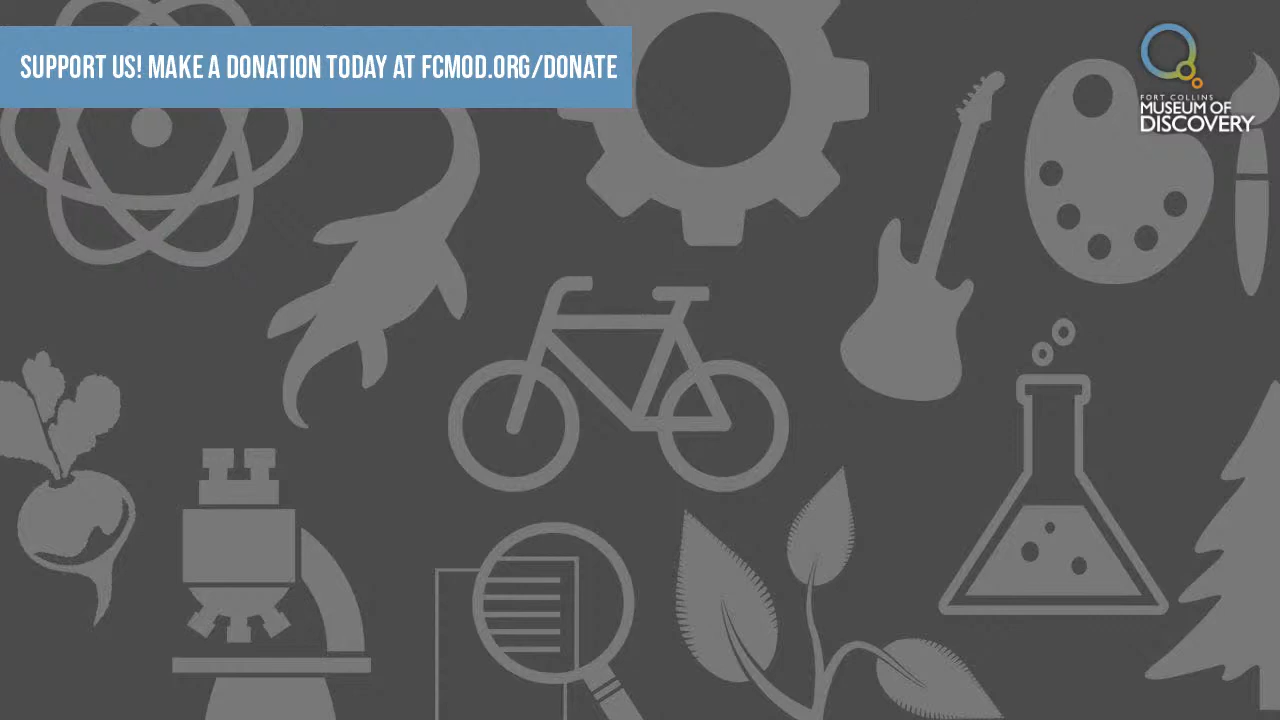 SUPPORT US! MAKE A DONATION TODAY AT FCMOD.ORG/DONATE
FORT COLLINS
MUSEUM OF
DISCOVERY